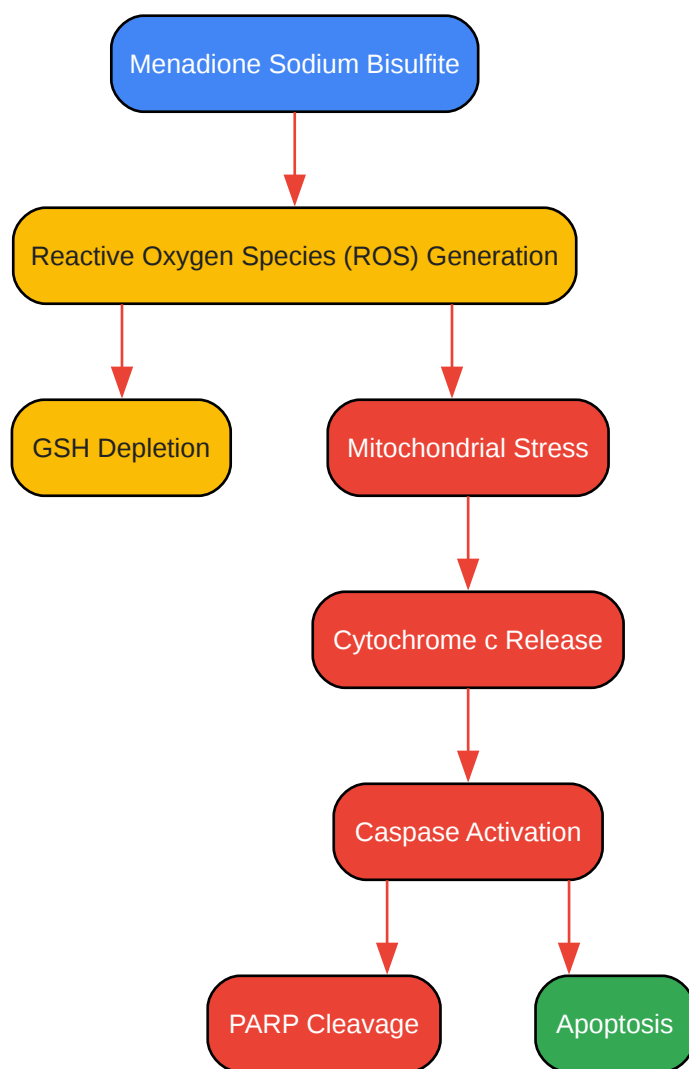 Menadione Sodium Bisulfite
Reactive Oxygen Species (ROS) Generation
GSH Depletion
Mitochondrial Stress
Cytochrome c Release
Caspase Activation
PARP Cleavage
Apoptosis